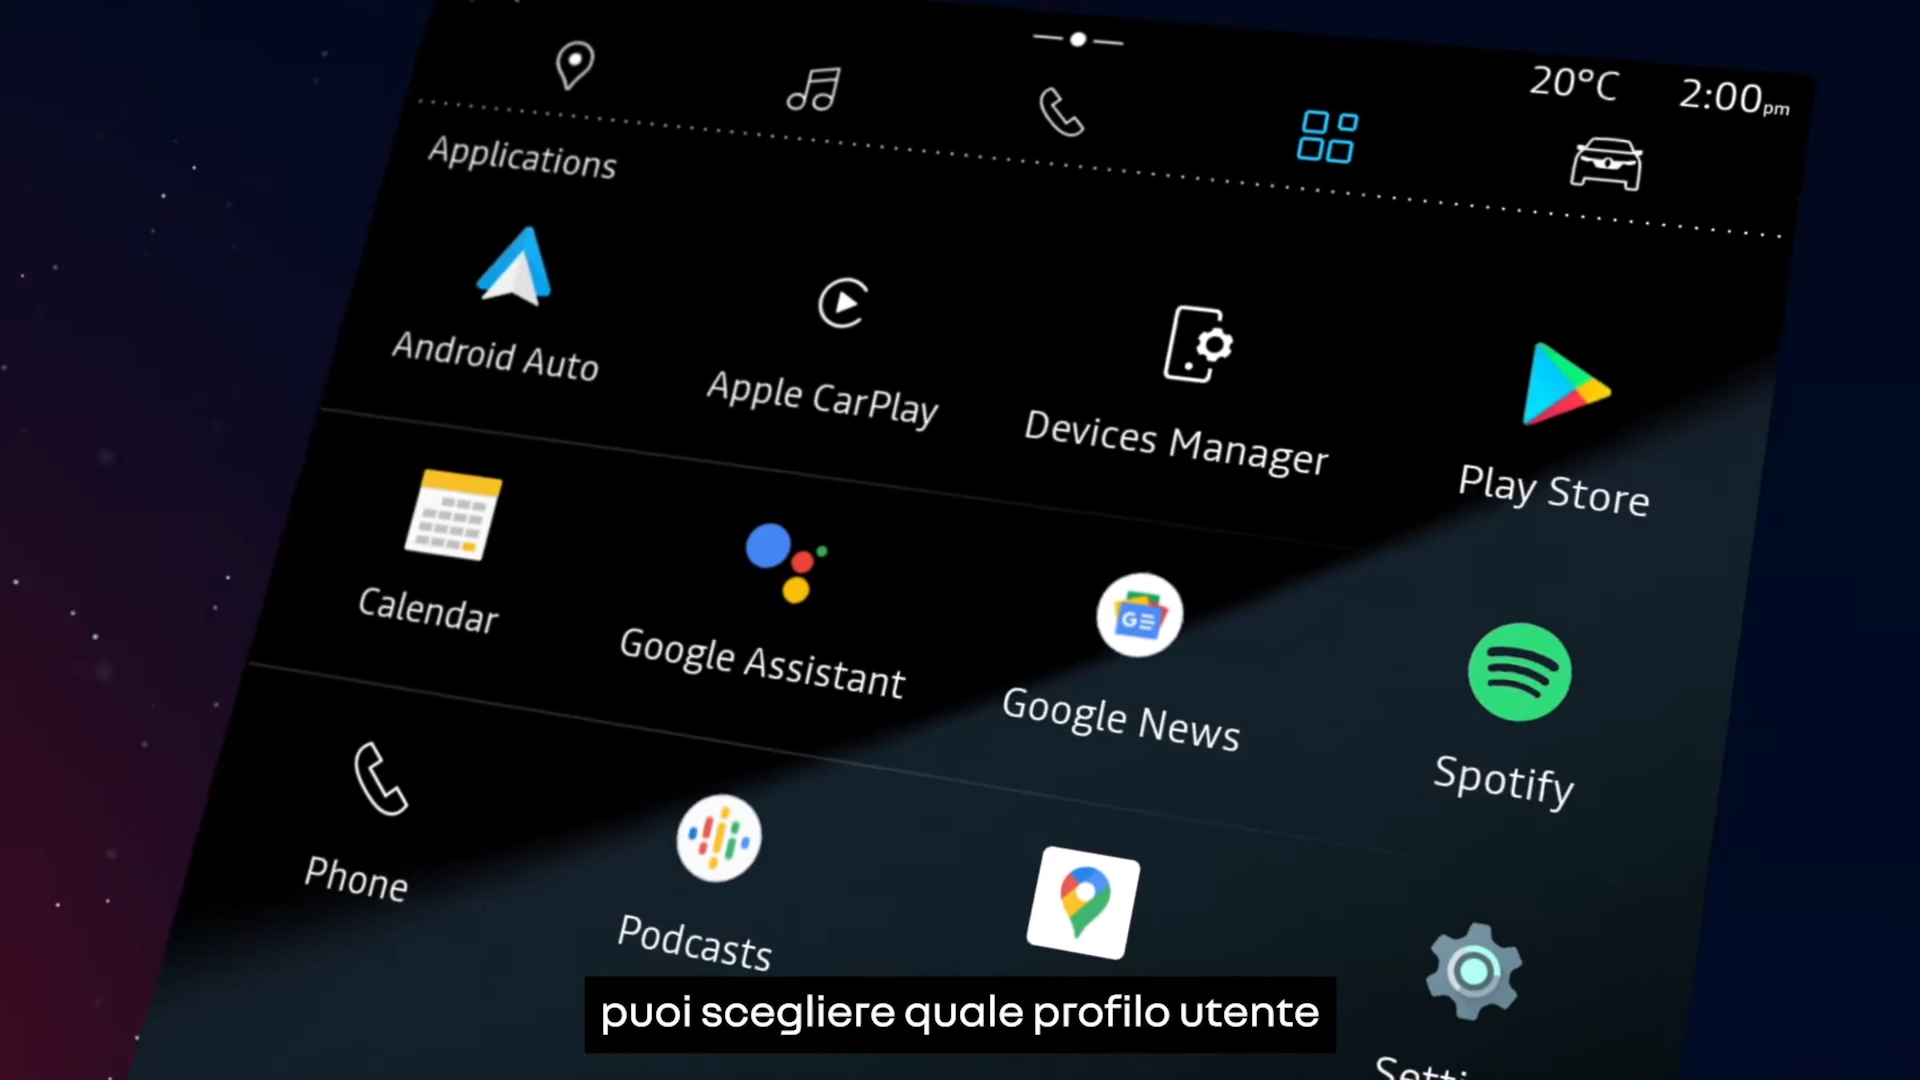 20°C 2:00pm
Applications
Android Auto
Apple CarPlay
Devices Manager
Play Store
Calendar
Google Assistant
Google News
Spotify
Phone
Podcasts
puoi scegliere quale profilo utente